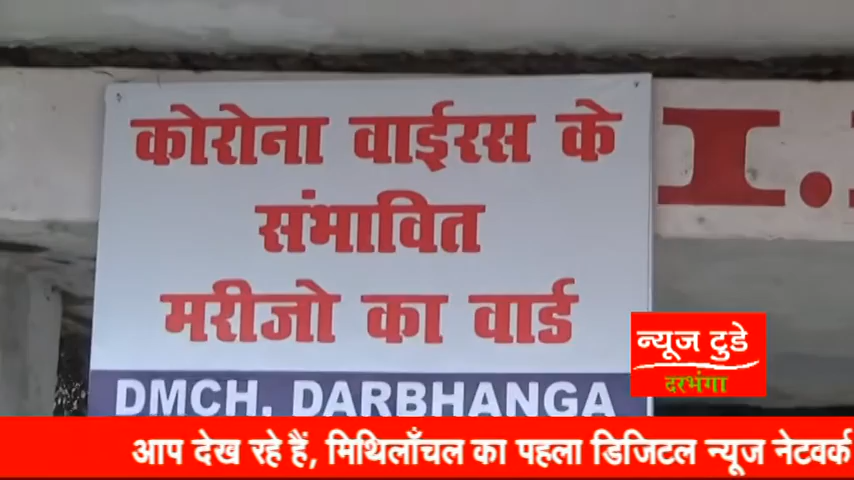 कोरोना वाईरस के
संभावित
मरीजो का वार्ड
DMCH. DARBHANGA
I.
न्यूज टुडे
दरभंगा
आप देख रहे हैं, मिथिलाँचल का पहला डिजिटल न्यूज नेटवर्क